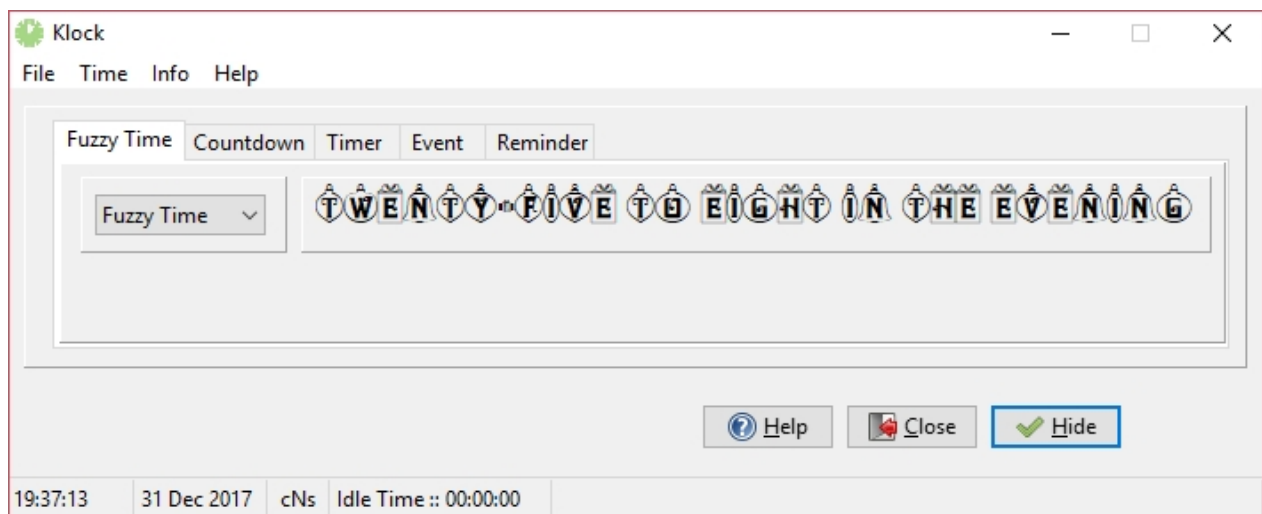 Klock
File Time Info Help
Fuzzy Time Countdown Timer Event Reminder
Fuzzy Time TWENTY-FIVE TO EIGHT IN THE EVENING
Help Close Hide
19:37:13 31 Dec 2017 cNs Idle Time :: 00:00:00